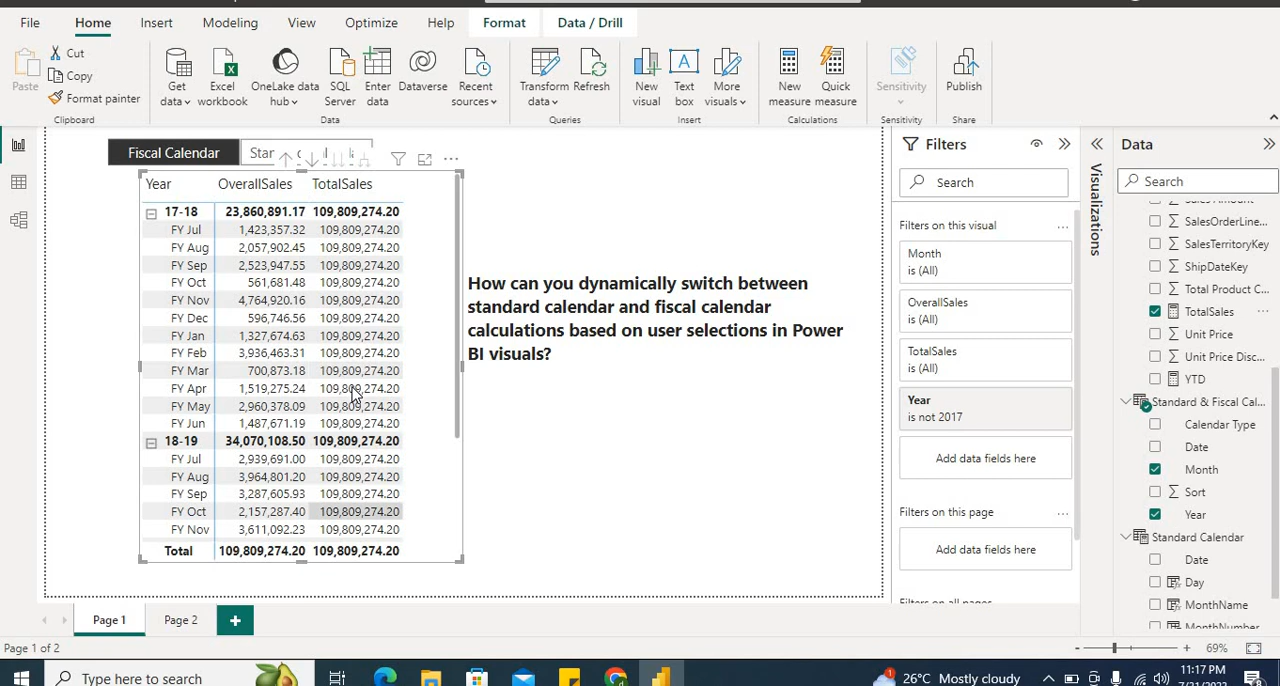 File Home Insert Modeling View Optimize Help Format Data / Drill
Paste
Cut
Copy
Format painter
Clipboard
Get data
Excel workbook
OneLake data hub
SQL Server
Enter data
Dataverse
Recent sources
Data
Transform data
Refresh
Queries
New visual
Text box
More visuals
Insert
New measure
Quick measure
Calculations
Sensitivity
Sensitivity
Publish
Share
Fiscal Calendar
Year OverallSales TotalSales
17-18 23,860,891.17 109,809,274.20
FY Jul 1,423,357.32 109,809,274.20
FY Aug 2,057,902.45 109,809,274.20
FY Sep 2,523,947.55 109,809,274.20
FY Oct 561,681.48 109,809,274.20
FY Nov 4,764,920.16 109,809,274.20
FY Dec 596,746.56 109,809,274.20
FY Jan 1,327,674.63 109,809,274.20
FY Feb 3,936,463.31 109,809,274.20
FY Mar 700,873.18 109,809,274.20
FY Apr 1,519,275.24 109,809,274.20
FY May 2,960,378.09 109,809,274.20
FY Jun 1,487,671.19 109,809,274.20
18-19 34,070,108.50 109,809,274.20
FY Jul 2,939,691.00 109,809,274.20
FY Aug 3,964,801.20 109,809,274.20
FY Sep 3,287,605.93 109,809,274.20
FY Oct 2,157,287.40 109,809,274.20
FY Nov 3,611,092.23 109,809,274.20
Total 109,809,274.20 109,809,274.20
How can you dynamically switch between
standard calendar and fiscal calendar
calculations based on user selections in Power
BI visuals?
Filters
Search
Filters on this visual ...
Month
is (All)
OverallSales
is (All)
TotalSales
is (All)
Year
is not 2017
Add data fields here
Filters on this page ...
Add data fields here
Visualizations
Data
Search
SalesOrderLine...
SalesTerritoryKey
ShipDateKey
Total Product C...
TotalSales ...
Unit Price
Unit Price Disc...
YTD
Standard & Fiscal Cal...
Calendar Type
Date
Month
Sort
Year
Standard Calendar
Date
Day
MonthName
MonthNumber
Page 1 Page 2 +
Page 1 of 2
- + 69%
Type here to search
26°C Mostly cloudy
11:17 PM